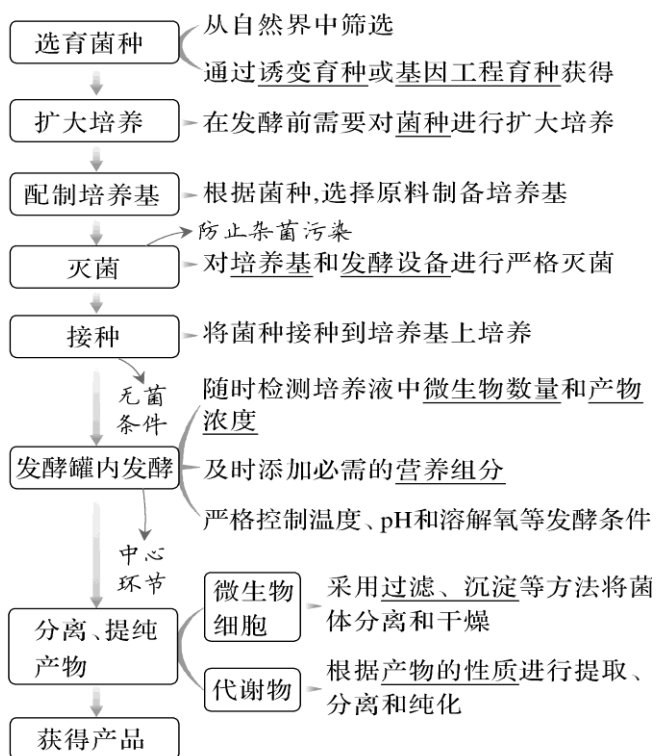 选育菌种
从自然界中筛选
通过诱变育种或基因工程育种获得
扩大培养
在发酵前需要对菌种进行扩大培养
配制培养基
根据菌种,选择原料制备培养基
防止杂菌污染
灭菌
对培养基和发酵设备进行严格灭菌
接种
将菌种接种到培养基上培养
无菌
条件
随时检测培养液中微生物数量和产物
浓度
发酵罐内发酵
及时添加必需的营养组分
严格控制温度、pH和溶解氧等发酵条件
中心
环节
分离、提纯
产物
微生物
细胞
采用过滤、沉淀等方法将菌
体分离和干燥
代谢物
根据产物的性质进行提取、
分离和纯化
获得产品